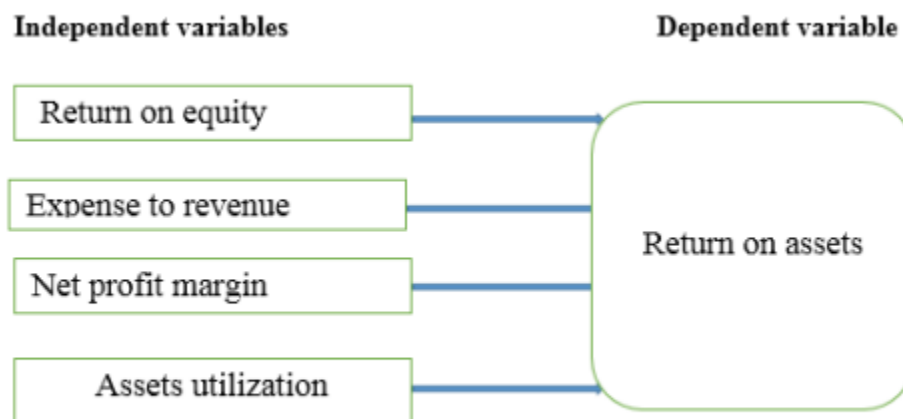 Independent variables
Dependent variable
Return on equity
Expense to revenue
Net profit margin
Assets utilization
Return on assets